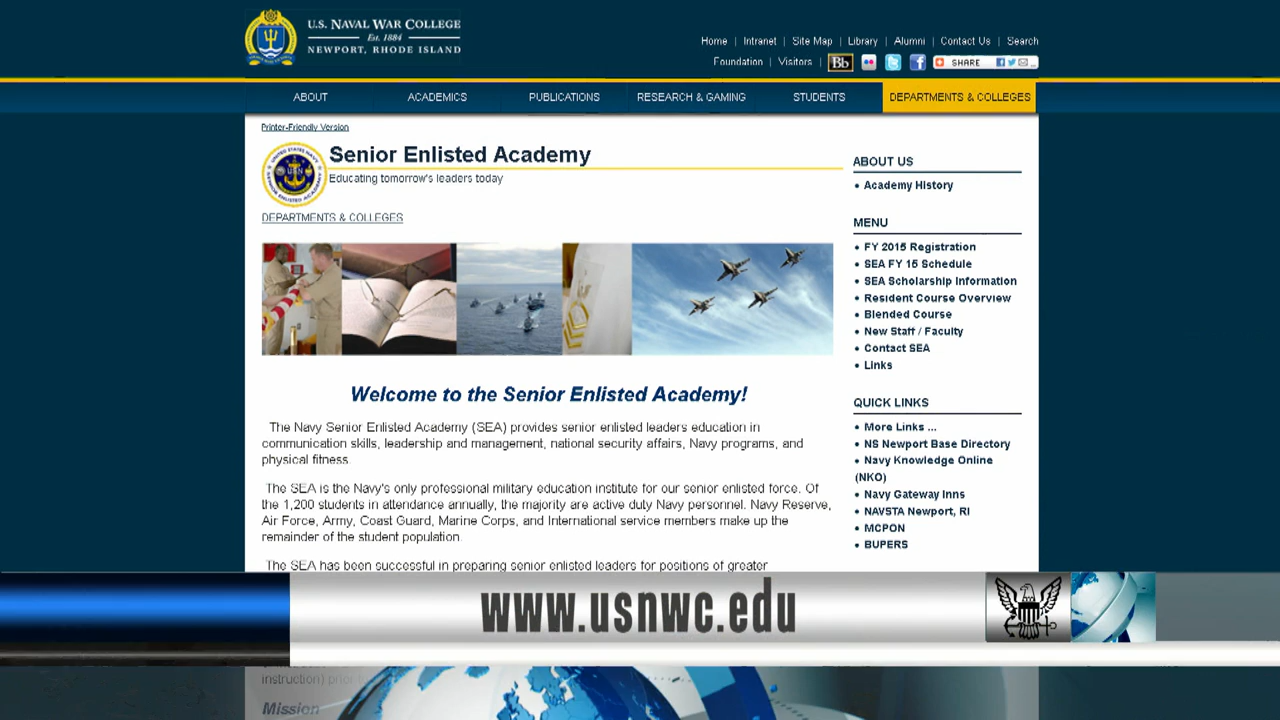 U.S. NAVAL WAR COLLEGE
Est. 1884
NEWPORT, RHODE ISLAND
Home | Intranet | Site Map | Library | Alumni | Contact Us | Search
Foundation | Visitors | Bb SHARE
ABOUT ACADEMICS PUBLICATIONS RESEARCH & GAMING STUDENTS DEPARTMENTS & COLLEGES
Printer-Friendly Version
UNITED STATES NAVY
USN
SENIOR ENLISTED ACADEMY
Senior Enlisted Academy
Educating tomorrow's leaders today
DEPARTMENTS & COLLEGES
Welcome to the Senior Enlisted Academy!
The Navy Senior Enlisted Academy (SEA) provides senior enlisted leaders education in
communication skills, leadership and management, national security affairs, Navy programs, and
physical fitness.
The SEA is the Navy's only professional military education institute for our senior enlisted force. Of
the 1,200 students in attendance annually, the majority are active duty Navy personnel. Navy Reserve,
Air Force, Army, Coast Guard, Marine Corps, and International service members make up the
remainder of the student population.
The SEA has been successful in preparing senior enlisted leaders for positions of greater
ABOUT US
• Academy History
MENU
• FY 2015 Registration
• SEA FY 15 Schedule
• SEA Scholarship Information
• Resident Course Overview
• Blended Course
• New Staff / Faculty
• Contact SEA
• Links
QUICK LINKS
• More Links ...
• NS Newport Base Directory
• Navy Knowledge Online
(NKO)
• Navy Gateway Inns
• NAVSTA Newport, RI
• MCPON
• BUPERS
www.usnwc.edu
instruction)
Mission